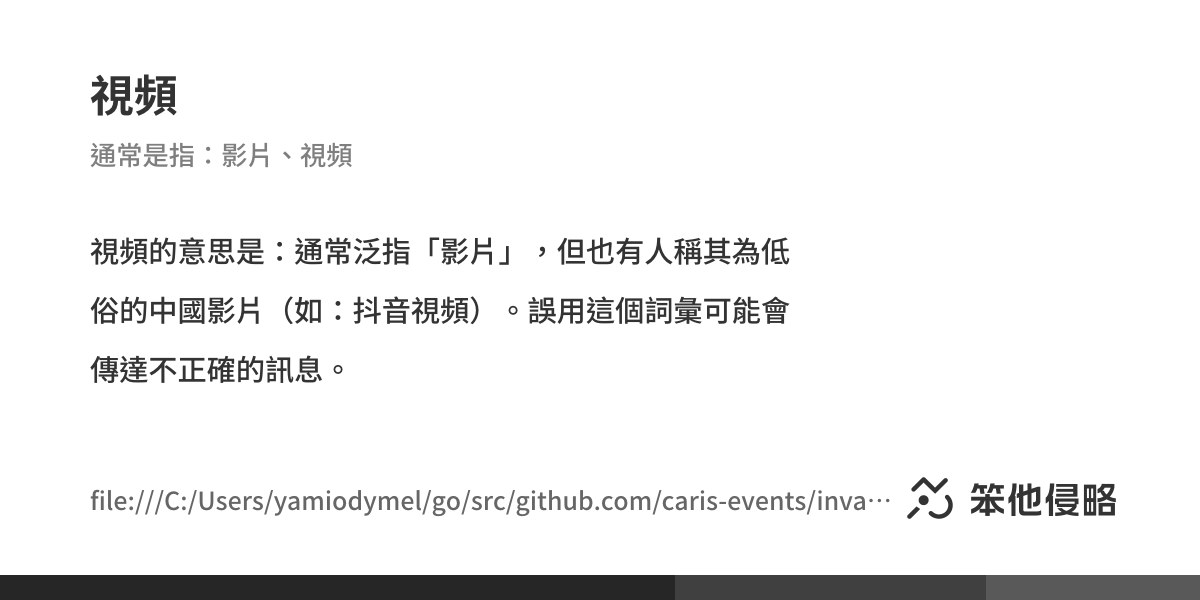 視頻
通常是指：影片、視頻
視頻的意思是：通常泛指「影片」，但也有人稱其為低
俗的中國影片（如：抖音視頻）。誤用這個詞彙可能會
傳達不正確的訊息。
file:///C:/Users/yamiodymel/go/src/github.com/caris-events/inva⋯
笨他侵略